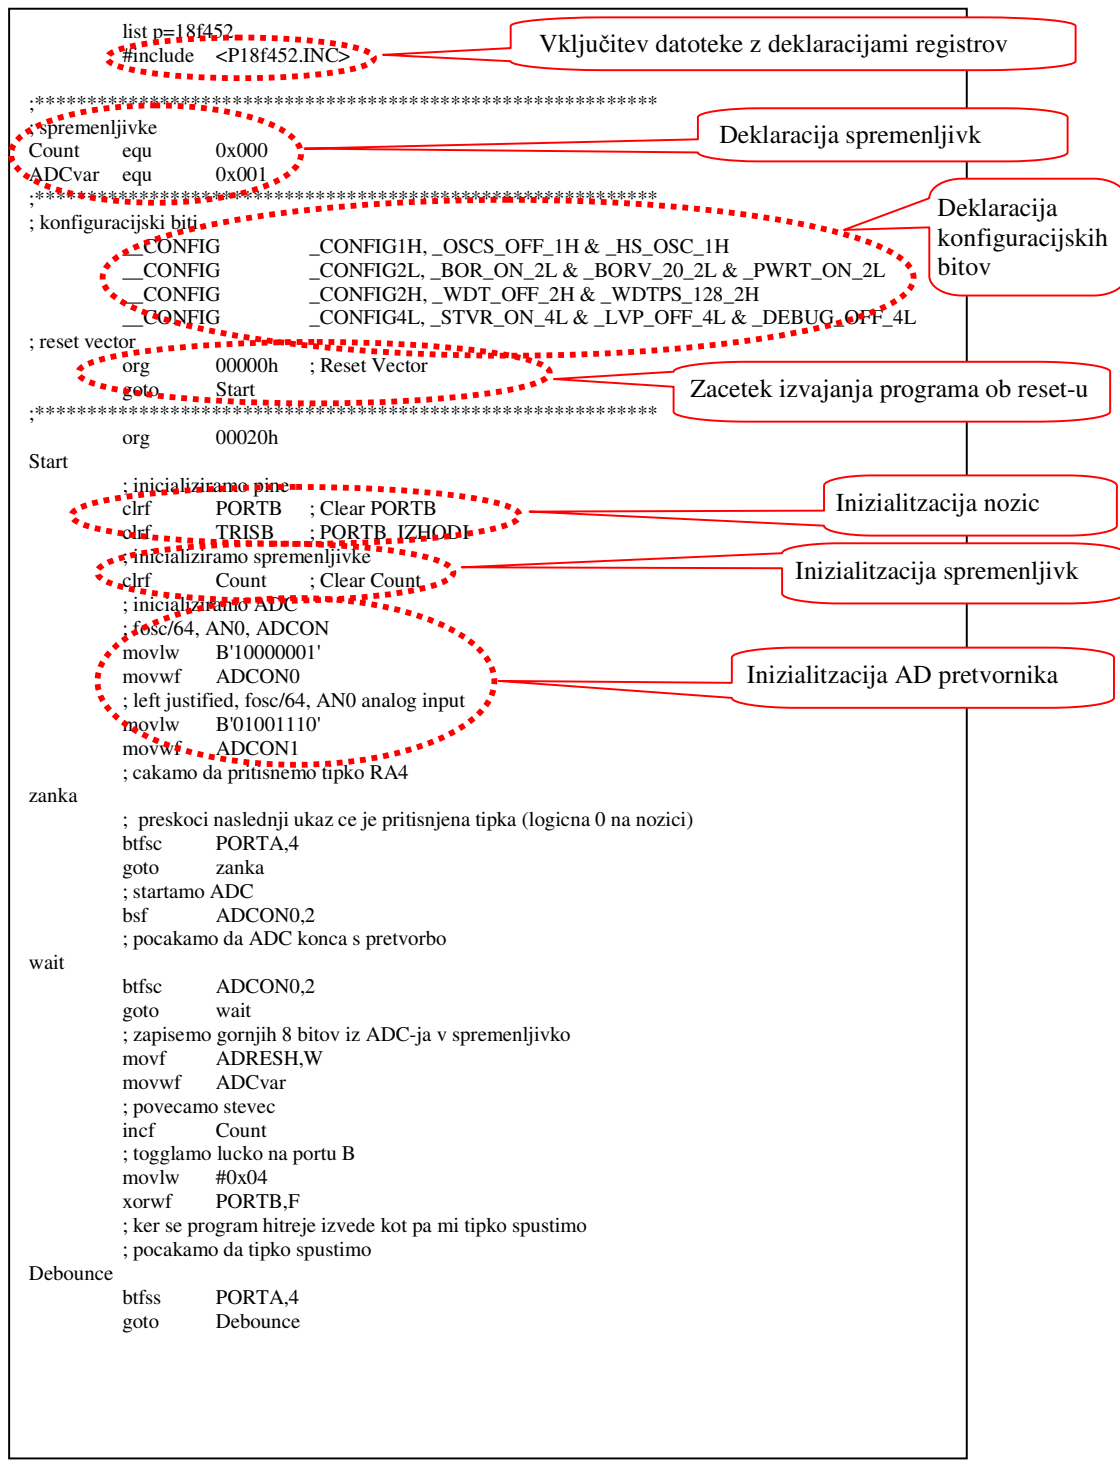 list p=18f452
#include <P18f452.INC>
Vključitev datoteke z deklaracijami registrov
;************************************************************
; spremenljivke
Count equ 0x000
ADCvar equ 0x001
Deklaracija spremenljivk
;************************************************************
; konfiguracijski biti
__CONFIG _CONFIG1H, _OSCS_OFF_1H & _HS_OSC_1H
__CONFIG _CONFIG2L, _BOR_ON_2L & _BORV_20_2L & _PWRT_ON_2L
__CONFIG _CONFIG2H, _WDT_OFF_2H & _WDTPS_128_2H
__CONFIG _CONFIG4L, _STVR_ON_4L & _LVP_OFF_4L & _DEBUG_OFF_4L
Deklaracija
konfiguracijskih
bitov
; reset vector
org 00000h ; Reset Vector
goto Start
Zacetek izvajanja programa ob reset-u
;************************************************************
org 00020h
Start
; inicializiramo pine
clrf PORTB ; Clear PORTB
clrf TRISB ; PORTB IZHODI
Inizialitzacija nozic
; inicializiramo spremenljivke
clrf Count ; Clear Count
Inizialitzacija spremenljivk
; inicializiramo ADC
; fosc/64, AN0, ADCON
movlw B'10000001'
movwf ADCON0
; left justified, fosc/64, AN0 analog input
movlw B'01001110'
movwf ADCON1
Inizialitzacija AD pretvornika
; cakamo da pritisnemo tipko RA4
zanka
; preskoci naslednji ukaz ce je pritisnjena tipka (logicna 0 na nozici)
btfsc PORTA,4
goto zanka
; startamo ADC
bsf ADCON0,2
; pocakamo da ADC konca s pretvorbo
wait
btfsc ADCON0,2
goto wait
; zapisemo gornjih 8 bitov iz ADC-ja v spremenljivko
movf ADRESH,W
movwf ADCvar
; povecamo stevec
incf Count
; togglamo lucko na portu B
movlw #0x04
xorwf PORTB,F
; ker se program hitreje izvede kot pa mi tipko spustimo
; pocakamo da tipko spustimo
Debounce
btfss PORTA,4
goto Debounce